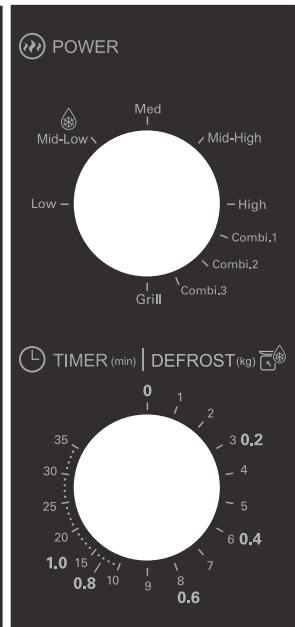 POWER
Med
Mid-Low
Mid-High
Low
High
Combi.1
Combi.2
Combi.3
Grill
TIMER (min) | DEFROST (kg)
0
1
35
2
3 0.2
30
4
25
5
20
6 0.4
1.0 15
7
0.8
10
9
8
0.6